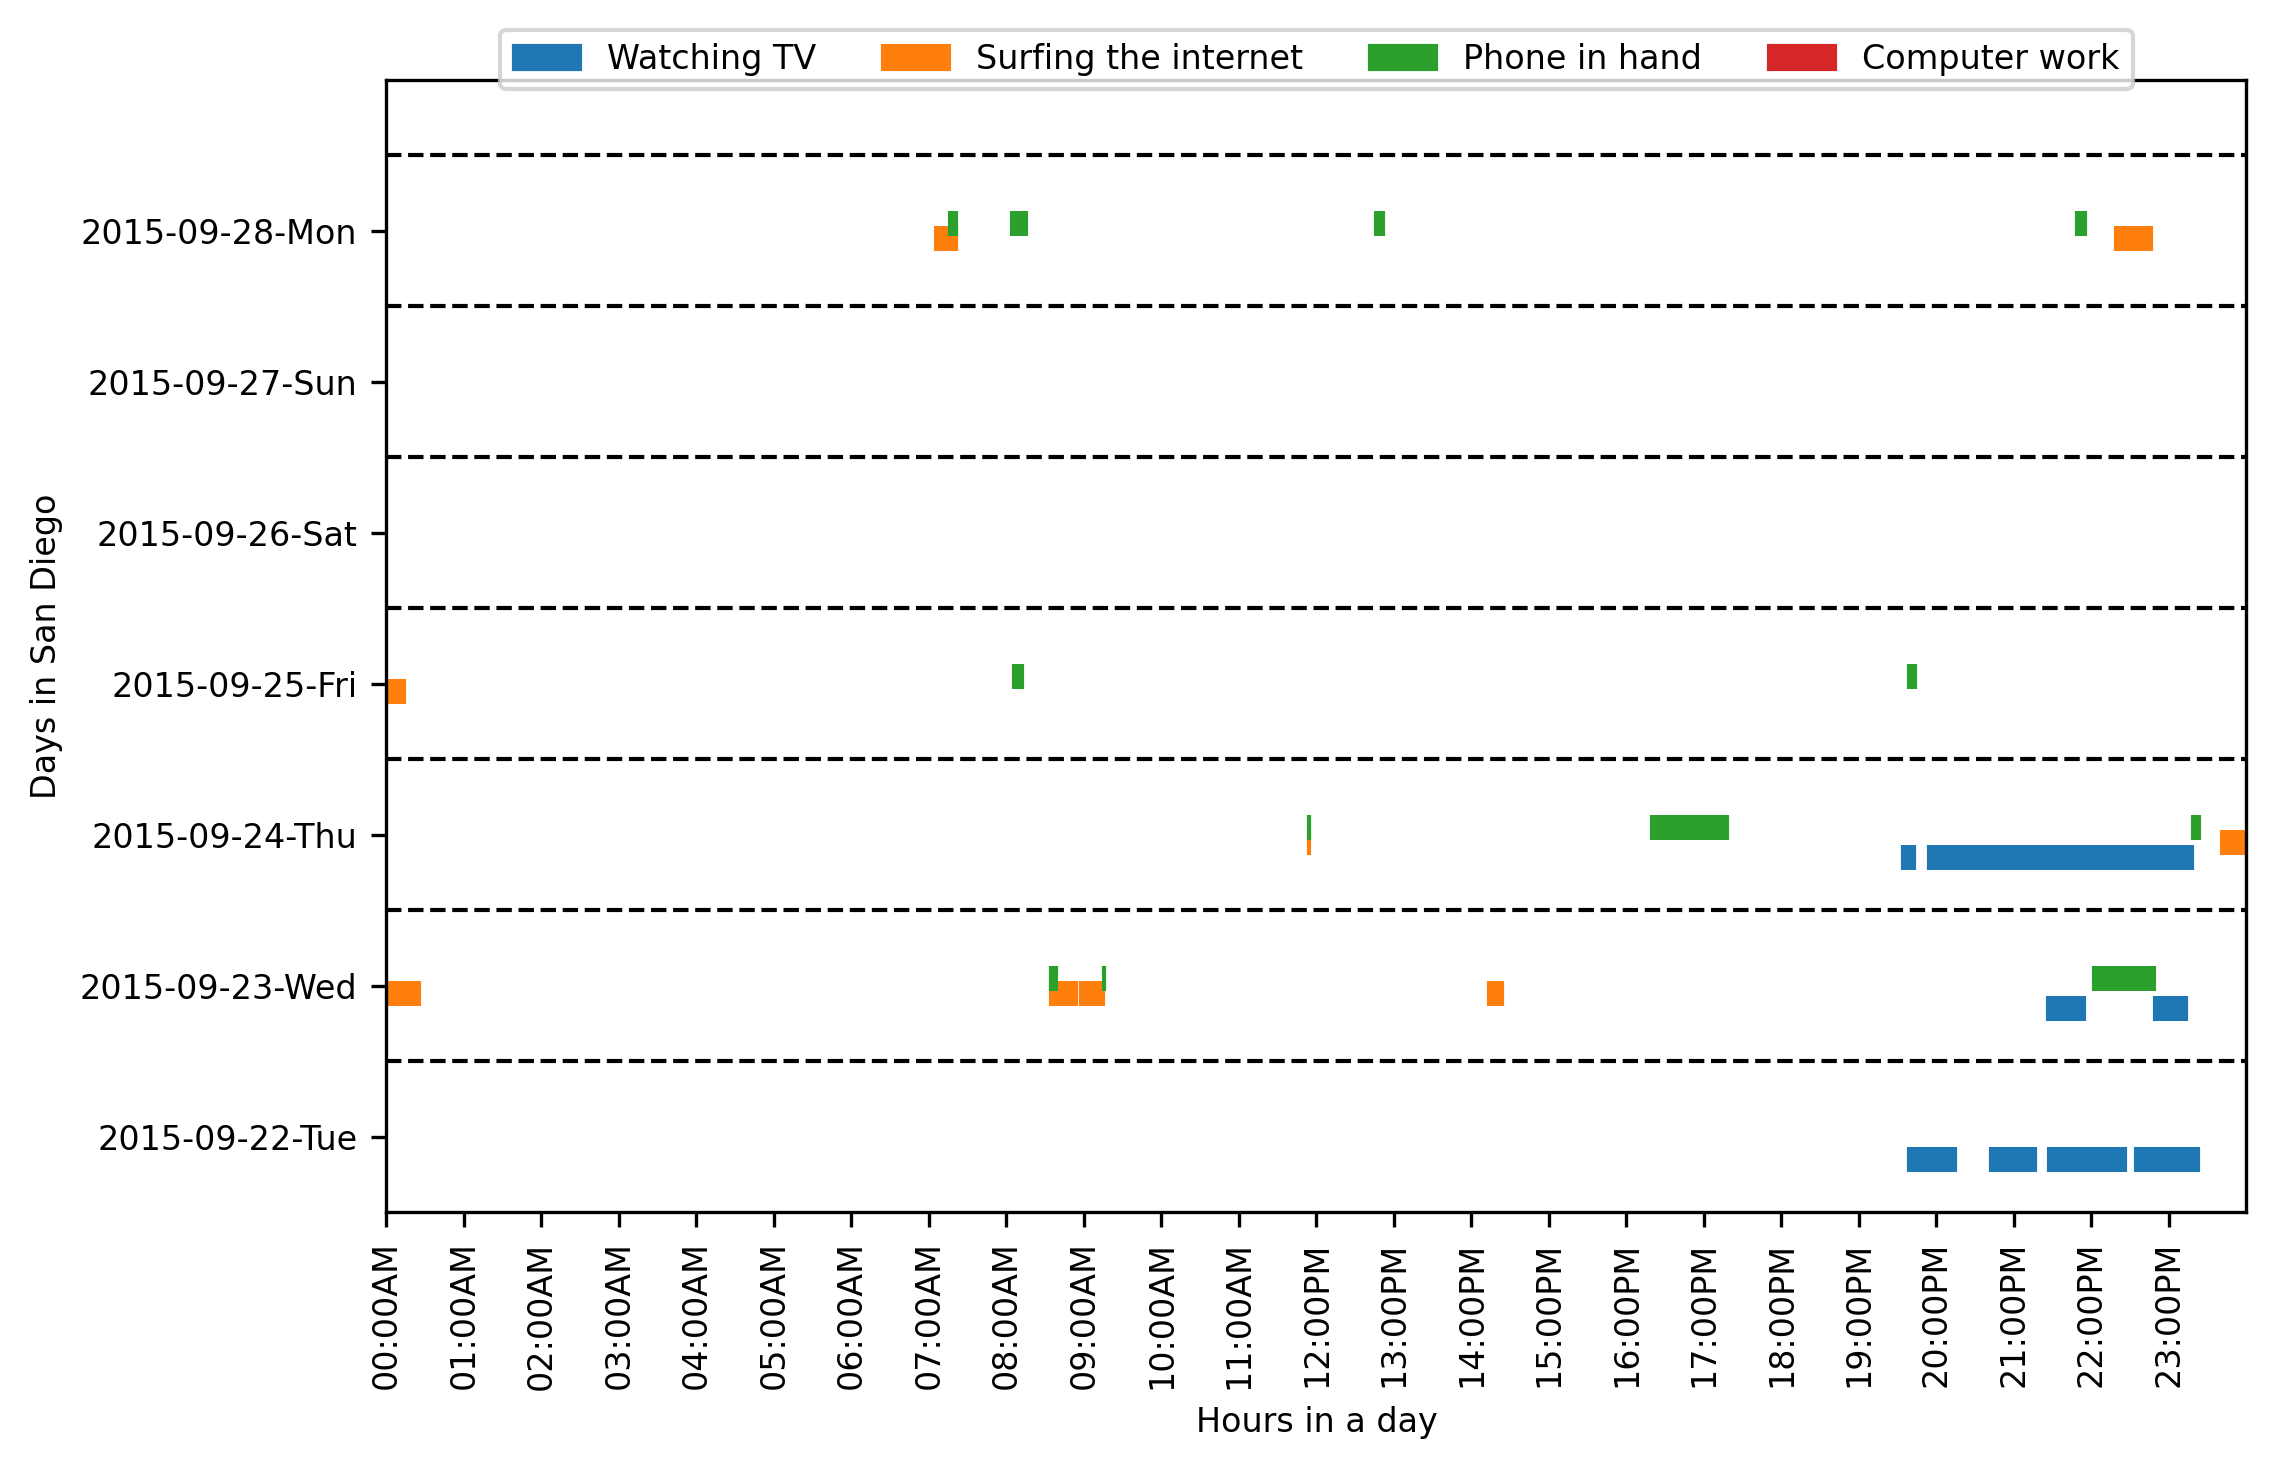 Watching TV Surfing the internet Phone in hand Computer work
2015-09-28-Mon
2015-09-27-Sun
2015-09-26-Sat
2015-09-25-Fri
2015-09-24-Thu
2015-09-23-Wed
2015-09-22-Tue
Days in San Diego
00:00AM
01:00AM
02:00AM
03:00AM
04:00AM
05:00AM
06:00AM
07:00AM
08:00AM
09:00AM
10:00AM
11:00AM
12:00PM
13:00PM
14:00PM
15:00PM
16:00PM
17:00PM
18:00PM
19:00PM
20:00PM
21:00PM
22:00PM
23:00PM
Hours in a day